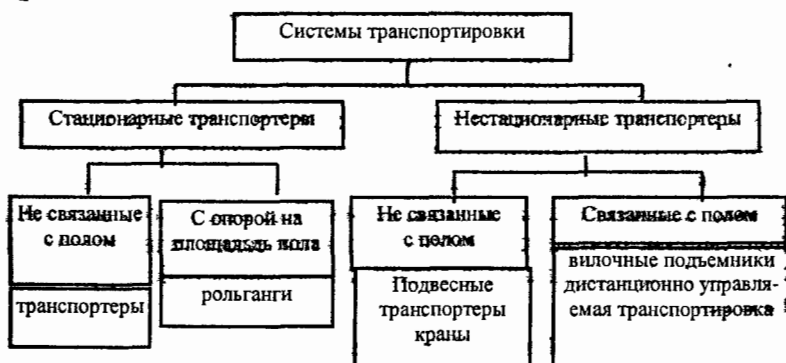 Системы транспортировки
Стационарные транспортеры
Нестационарные транспортеры
Не связанные
с полом
транспортеры
С опорой на
площадь пола
рольганги
Не связанные
с полом
Подвесные
транспортеры
краны
Связанные с полом
вилочные подъемники
дистанционно управля-
емая транспортировка